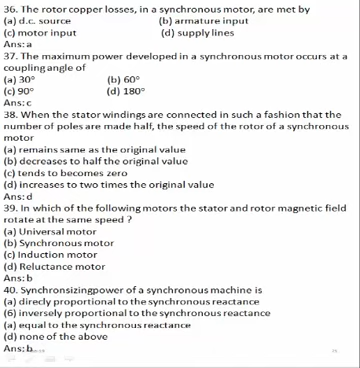 36. The rotor copper losses, in a synchronous motor, are met by
(a) d.c. source (b) armature input
(c) motor input (d) supply lines
Ans: a
37. The maximum power developed in a synchronous motor occurs at a
coupling angle of
(a) 30° (b) 60°
(c) 90° (d) 180°
Ans: c
38. When the stator windings are connected in such a fashion that the
number of poles are made half, the speed of the rotor of a synchronous
motor
(a) remains same as the original value
(b) decreases to half the original value
(c) tends to becomes zero
(d) increases to two times the original value
Ans: d
39. In which of the following motors the stator and rotor magnetic field
rotate at the same speed ?
(a) Universal motor
(b) Synchronous motor
(c) Induction motor
(d) Reluctance motor
Ans: b
40. Synchronsizingpower of a synchronous machine is
(a) direcly proportional to the synchronous reactance
(6) inversely proportional to the synchronous reactance
(a) equal to the synchronous reactance
(d) none of the above
Ans: b